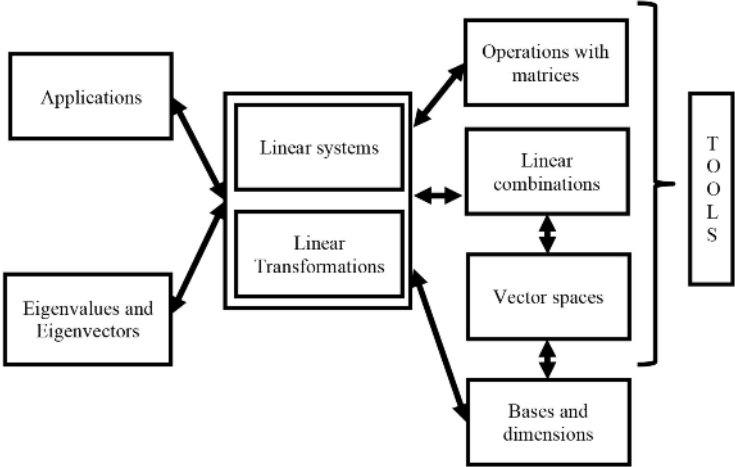 Applications
Eigenvalues and
Eigenvectors
Linear systems
Linear
Transformations
Operations with
matrices
Linear
combinations
Vector spaces
Bases and
dimensions
T
O
O
L
S